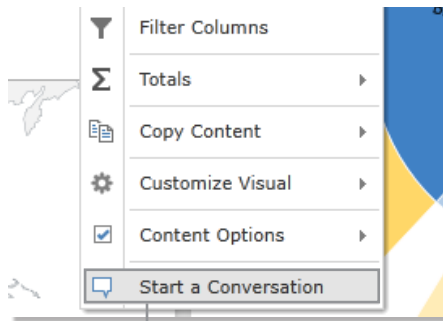 Filter Columns
Totals
Copy Content
Customize Visual
Content Options
Start a Conversation